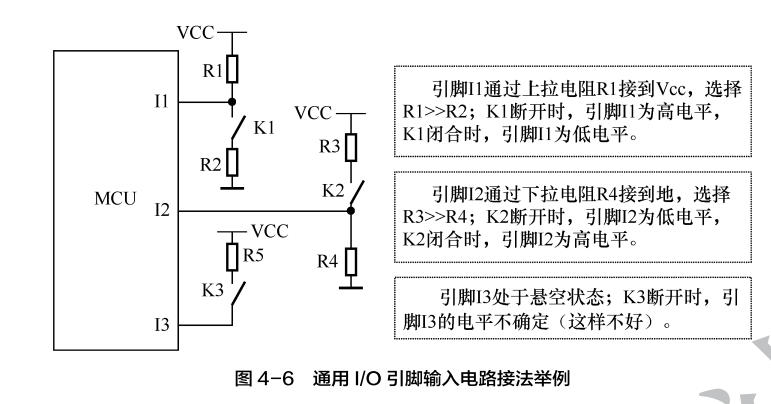 VCC
R1
I1
K1
VCC
R3
R2
K2
MCU
I2
VCC
R5
R4
K3
I3
引脚I1通过上拉电阻R1接到Vcc，选择
R1>>R2；K1断开时，引脚I1为高电平，
K1闭合时，引脚I1为低电平。
引脚I2通过下拉电阻R4接到地，选择
R3>>R4；K2断开时，引脚I2为低电平，
K2闭合时，引脚I2为高电平。
引脚I3处于悬空状态；K3断开时，引
脚I3的电平不确定（这样不好）。
图 4-6 通用 I/O 引脚输入电路接法举例